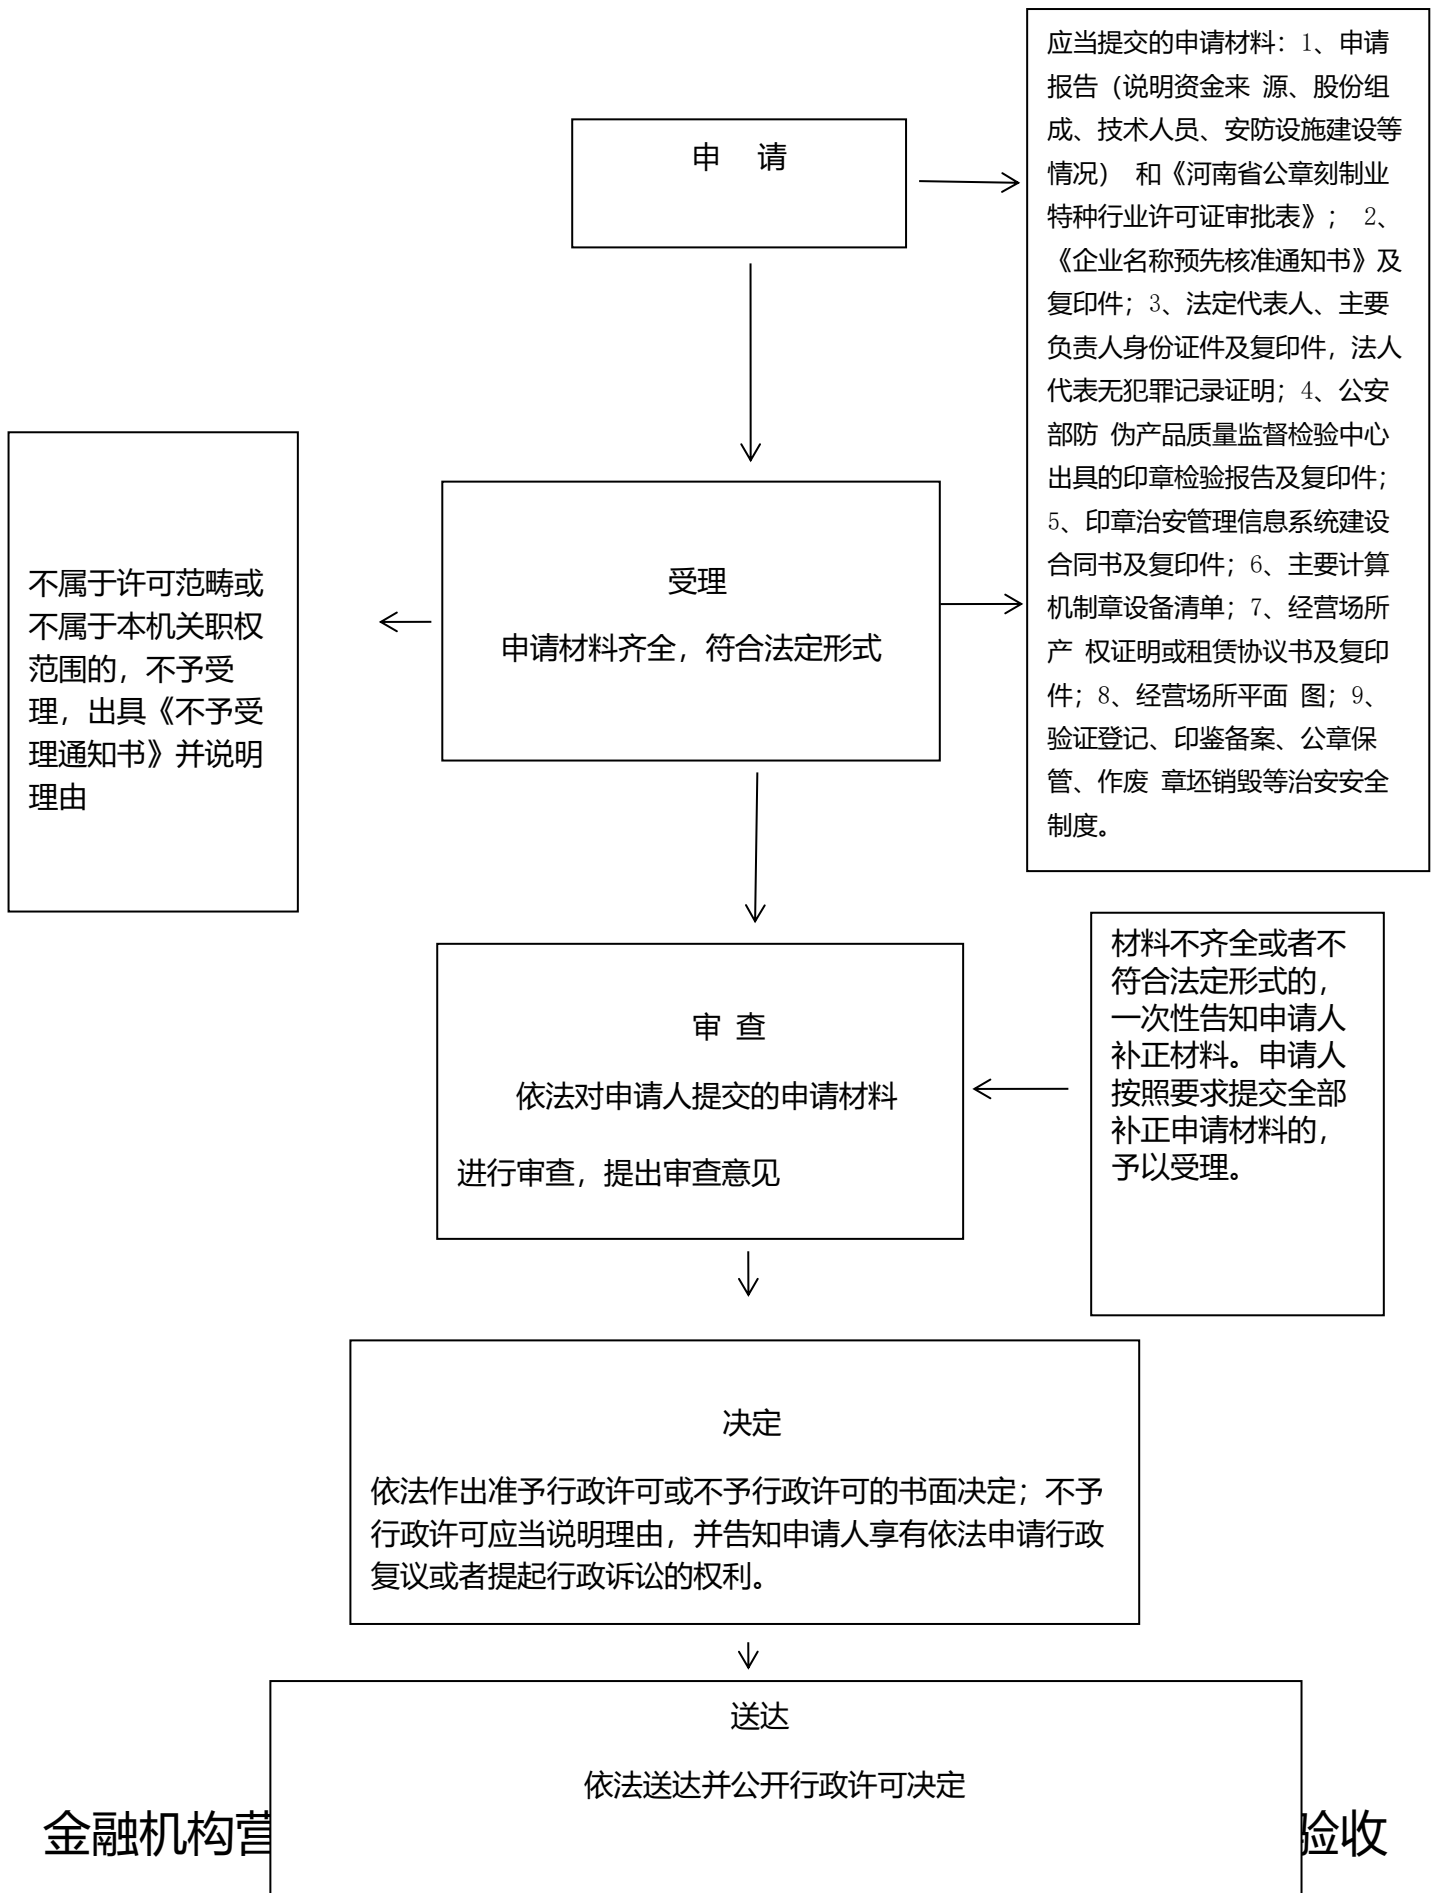 申 请
应当提交的申请材料：1、申请
报告（说明资金来 源、股份组
成、技术人员、安防设施建设等
情况） 和《河南省公章刻制业
特种行业许可证审批表》； 2、
《企业名称预先核准通知书》及
复印件；3、法定代表人、主要
负责人身份证件及复印件，法人
代表无犯罪记录证明；4、公安
部防 伪产品质量监督检验中心
出具的印章检验报告及复印件；
5、印章治安管理信息系统建设
合同书及复印件；6、主要计算
机制章设备清单；7、经营场所
产 权证明或租赁协议书及复印
件；8、经营场所平面 图；9、
验证登记、印鉴备案、公章保
管、作废 章坯销毁等治安安全
制度。
不属于许可范畴或
不属于本机关职权
范围的，不予受
理，出具《不予受
理通知书》并说明
理由
受理
申请材料齐全，符合法定形式
审 查
依法对申请人提交的申请材料
进行审查，提出审查意见
材料不齐全或者不
符合法定形式的，
一次性告知申请人
补正材料。申请人
按照要求提交全部
补正申请材料的，
予以受理。
决定
依法作出准予行政许可或不予行政许可的书面决定；不予
行政许可应当说明理由，并告知申请人享有依法申请行政
复议或者提起行政诉讼的权利。
送达
依法送达并公开行政许可决定
金融机构营 验收